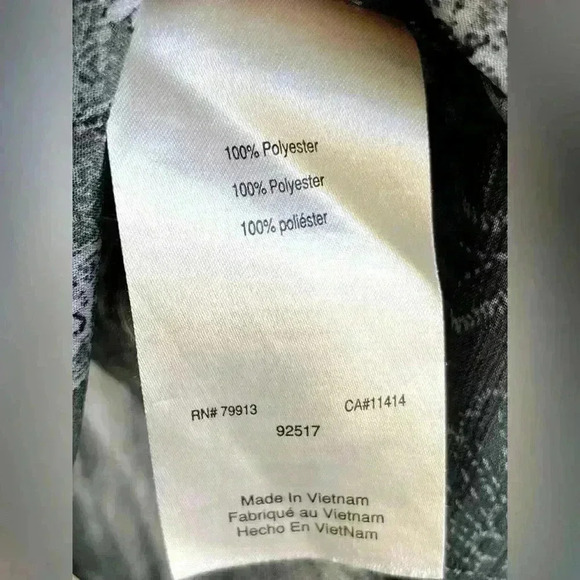 100% Polyester
100% Polyester
100% poliéster
RN# 79913 CA#11414
92517
Made In Vietnam
Fabriqué au Vietnam
Hecho En VietNam